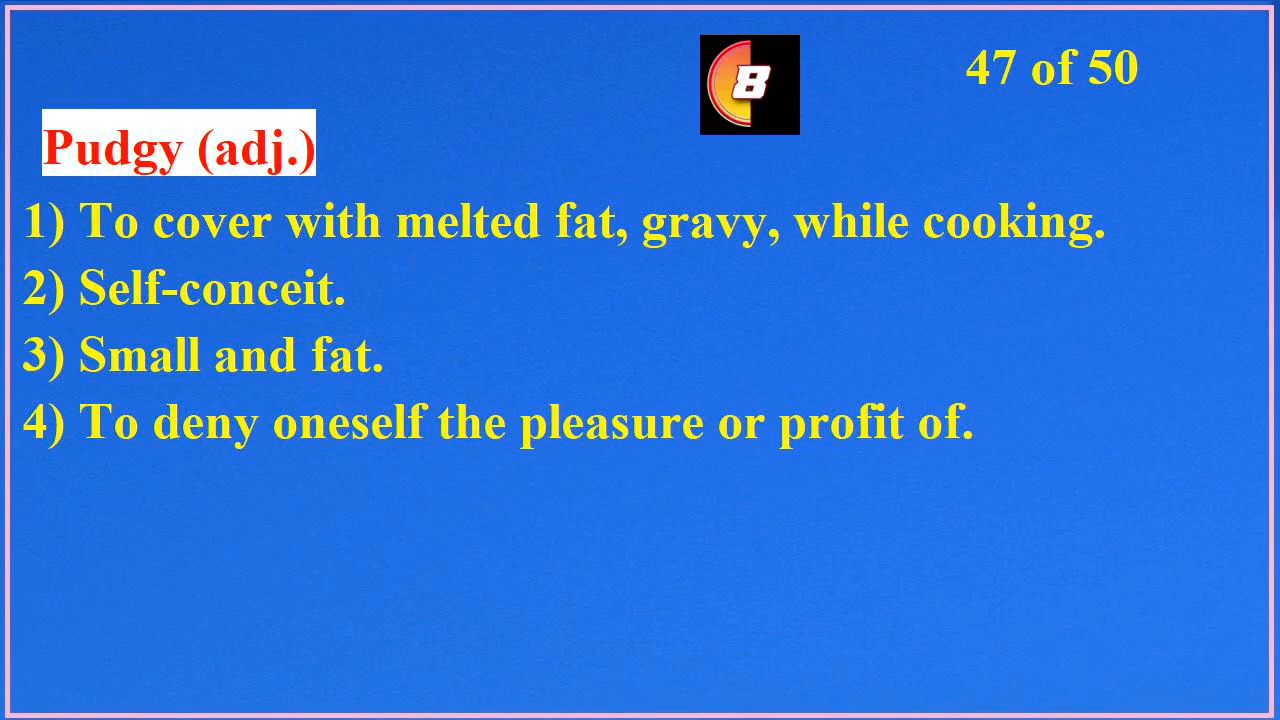 8
47 of 50
Pudgy (adj.)
1) To cover with melted fat, gravy, while cooking.
2) Self-conceit.
3) Small and fat.
4) To deny oneself the pleasure or profit of.